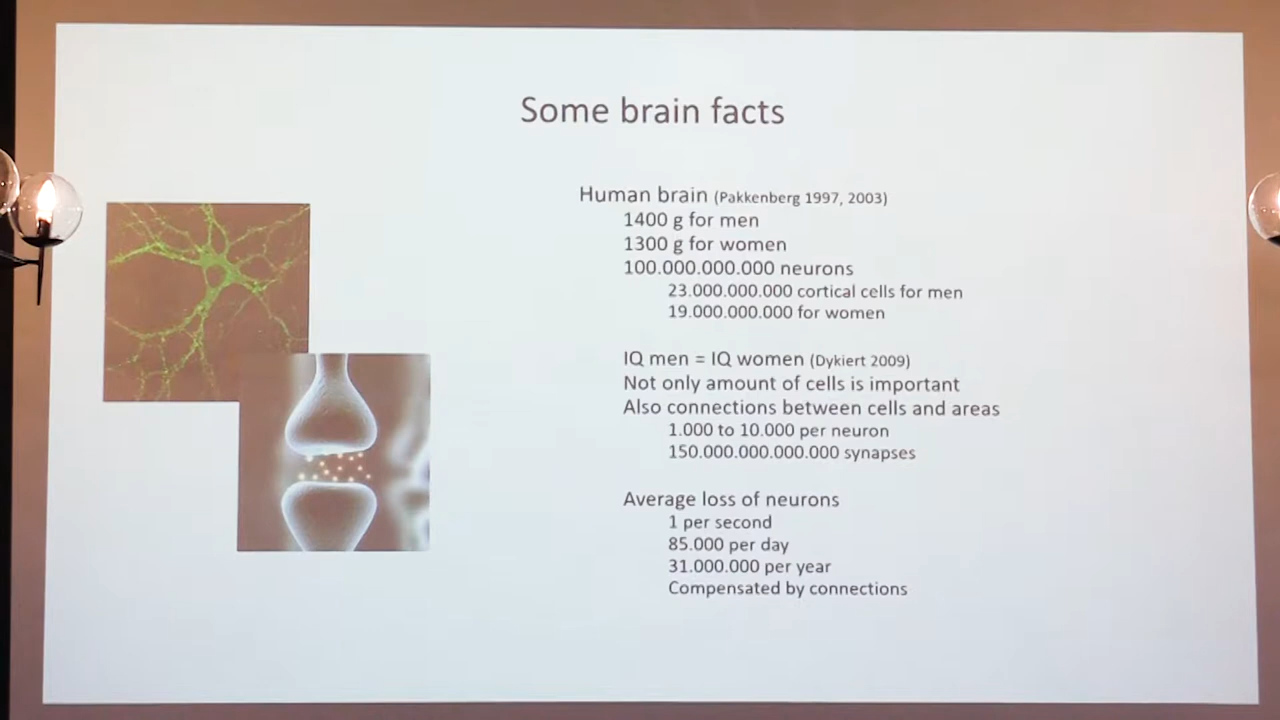 Some brain facts
Human brain (Pakkenberg 1997, 2003)
1400 g for men
1300 g for women
100.000.000.000 neurons
23.000.000.000 cortical cells for men
19.000.000.000 for women
IQ men = IQ women (Dykiert 2009)
Not only amount of cells is important
Also connections between cells and areas
1.000 to 10.000 per neuron
150.000.000.000.000 synapses
Average loss of neurons
1 per second
85.000 per day
31.000.000 per year
Compensated by connections